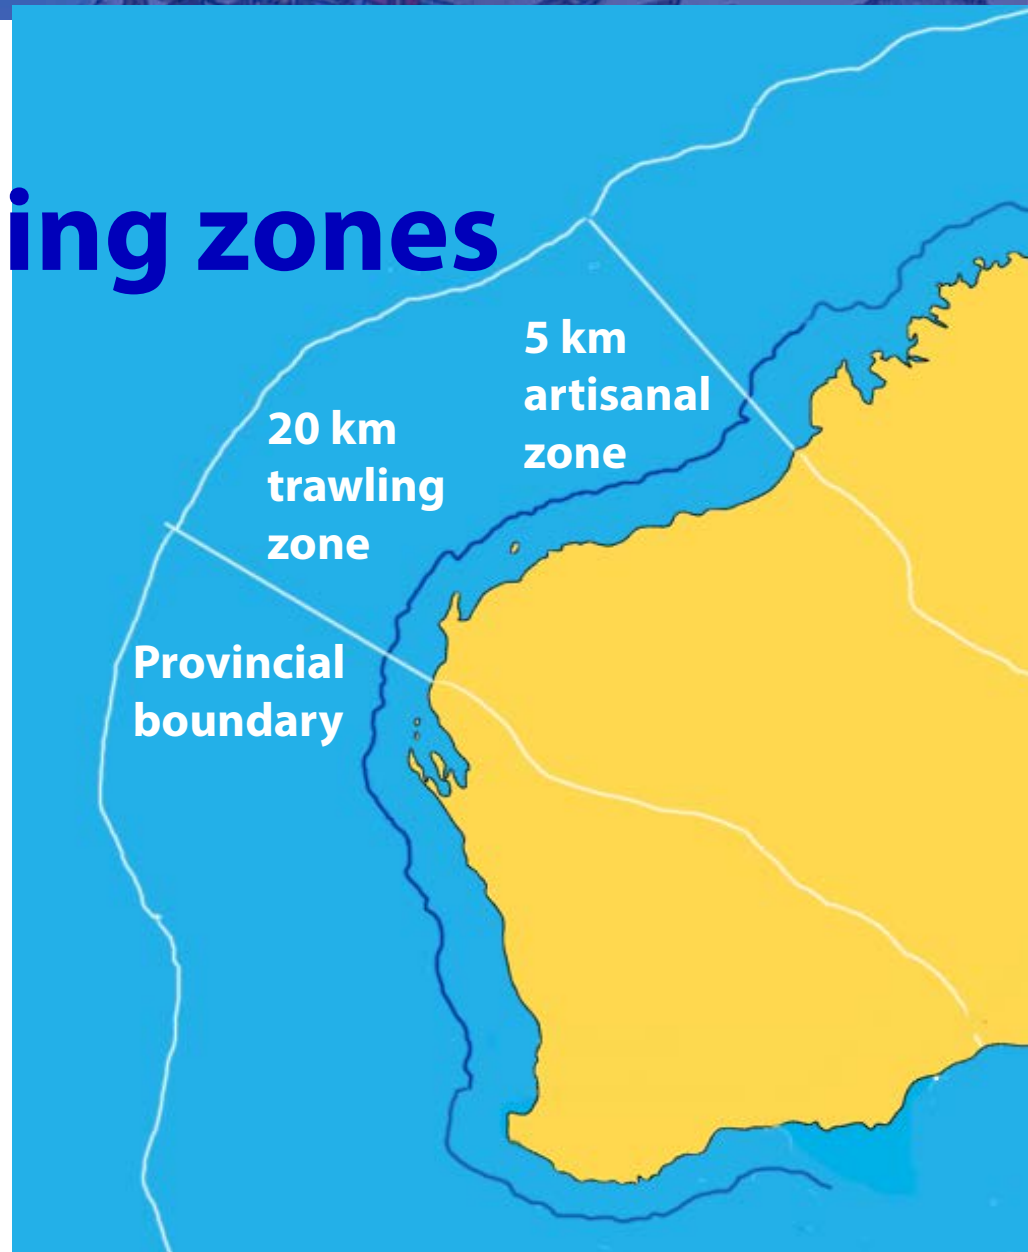 ing zones
5 km
artisanal
zone
20 km
trawling
zone
Provincial
boundary